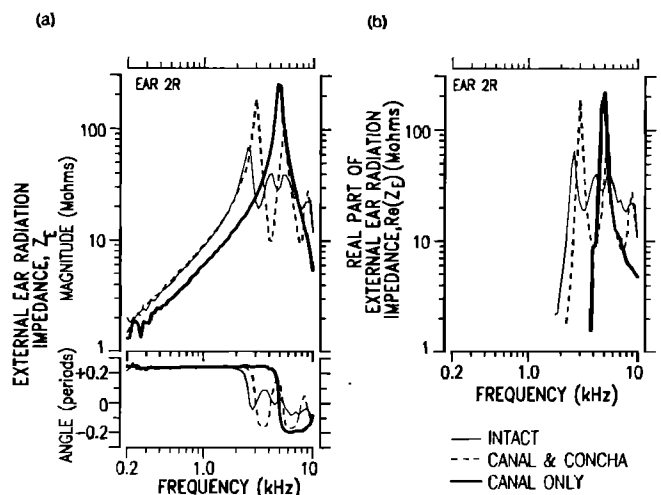 (a)
(b)
EAR 2R
EXTERNAL EAR RADIATION
IMPEDANCE, Z_E
MAGNITUDE (Mohms)
100
10
1
ANGLE (periods)
+0.2
0
-0.2
0.2
1.0
10
FREQUENCY (kHz)
EAR 2R
REAL PART OF
EXTERNAL EAR RADIATION
IMPEDANCE, Re(Z_E) (Mohms)
100
10
1
0.2
1.0
10
FREQUENCY (kHz)
INTACT
CANAL & CONCHA
CANAL ONLY